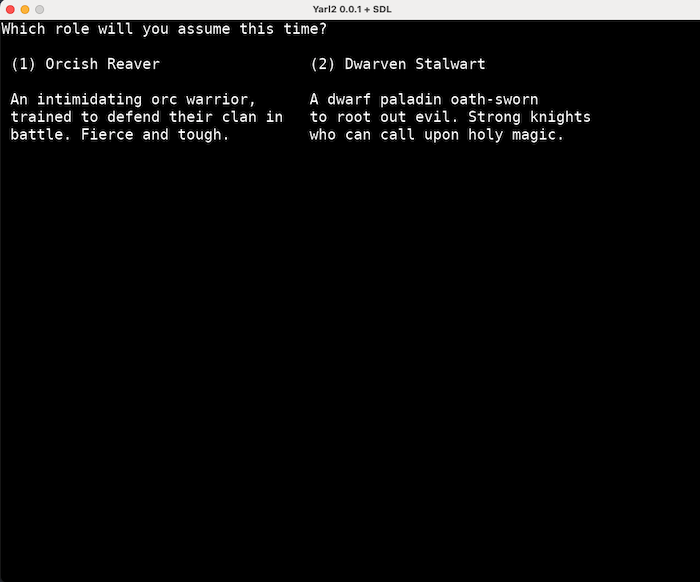 Yarl2 0.0.1 + SDL
Which role will you assume this time?
(1) Orcish Reaver
(2) Dwarven Stalwart
An intimidating orc warrior,
trained to defend their clan in
battle. Fierce and tough.
A dwarf paladin oath-sworn
to root out evil. Strong knights
who can call upon holy magic.